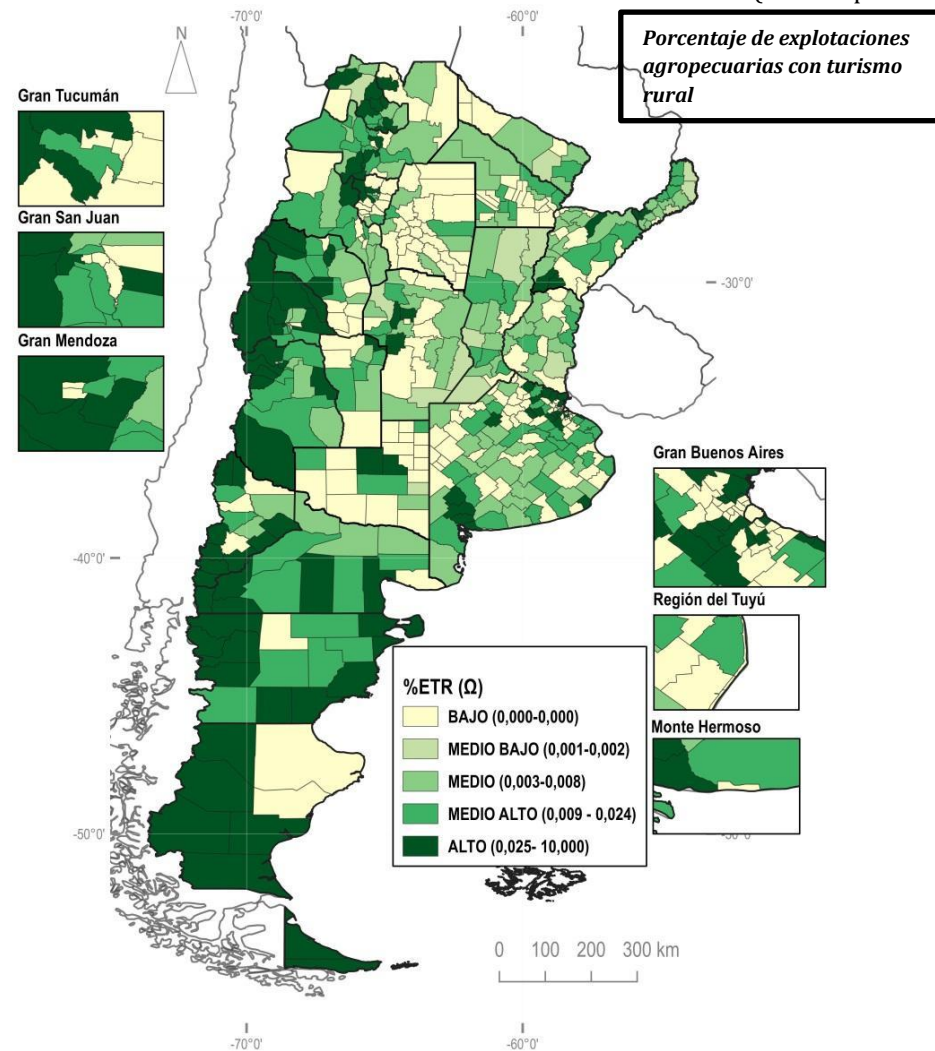 -70°0'
-60°0'
N
Porcentaje de explotaciones
agropecuarias con turismo
rural
Gran Tucumán
Gran San Juan
Gran Mendoza
-30°0'
Gran Buenos Aires
-40°0'
Región del Tuyú
%ETR (Ω)
BAJO (0,000-0,000)
MEDIO BAJO (0,001-0,002)
MEDIO (0,003-0,008)
MEDIO ALTO (0,009 - 0,024)
ALTO (0,025- 10,000)
Monte Hermoso
-50°0'
0 100 200 300 km
-70°0'
-60°0'